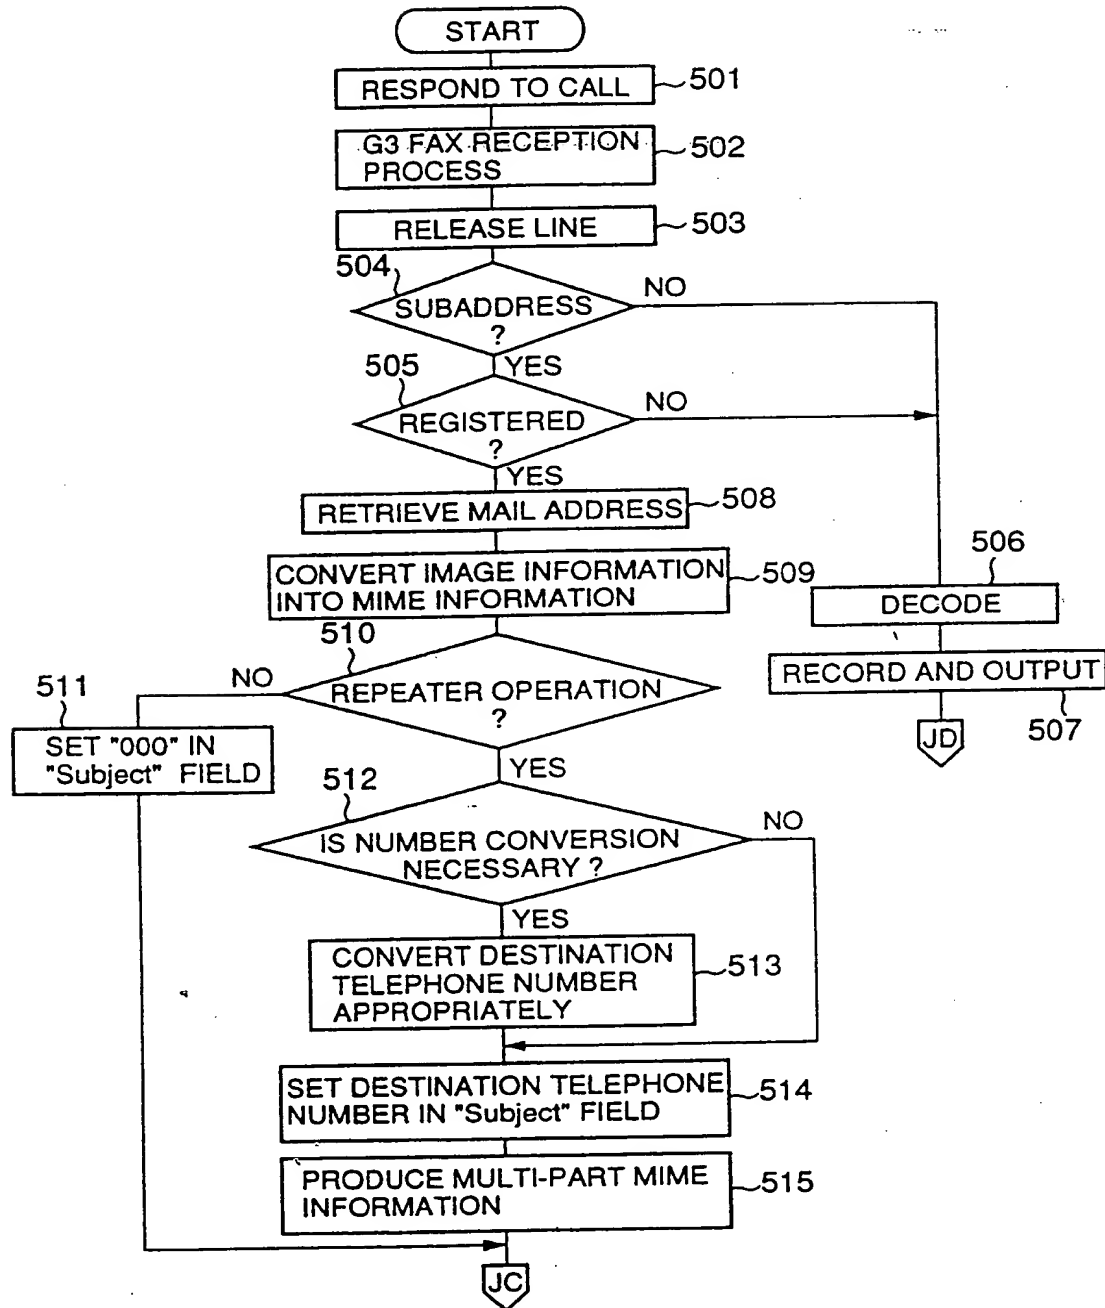 START
RESPOND TO CALL
501
G3 FAX RECEPTION
PROCESS
502
RELEASE LINE
503
504
SUBADDRESS
?
NO
YES
505
REGISTERED
?
NO
YES
RETRIEVE MAIL ADDRESS
508
CONVERT IMAGE INFORMATION
INTO MIME INFORMATION
509
506
DECODE
RECORD AND OUTPUT
507
JD
510
REPEATER OPERATION
?
NO
511
SET "000" IN
"Subject" FIELD
YES
512
IS NUMBER CONVERSION
NECESSARY ?
NO
YES
CONVERT DESTINATION
TELEPHONE NUMBER
APPROPRIATELY
513
SET DESTINATION TELEPHONE
NUMBER IN "Subject" FIELD
514
PRODUCE MULTI-PART MIME
INFORMATION
515
JC